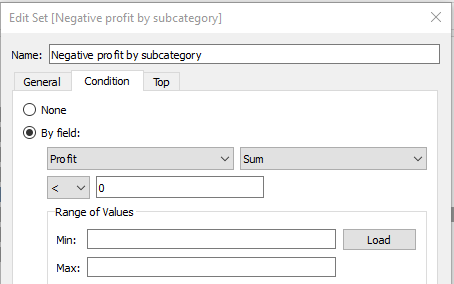 Edit Set [Negative profit by subcategory]
Name: Negative profit by subcategory
General Condition Top
None
By field:
Profit Sum
< 0
Range of Values
Min: Load
Max: